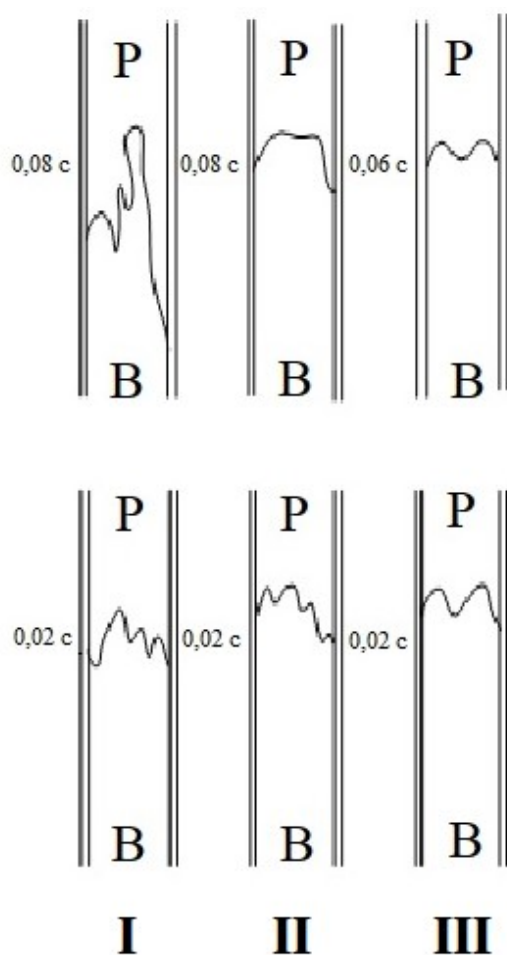 Р Р Р
0,08 с 0,08 с 0,06 с
В В В
Р Р Р
0,02 с 0,02 с 0,02 с
В В В
I II III